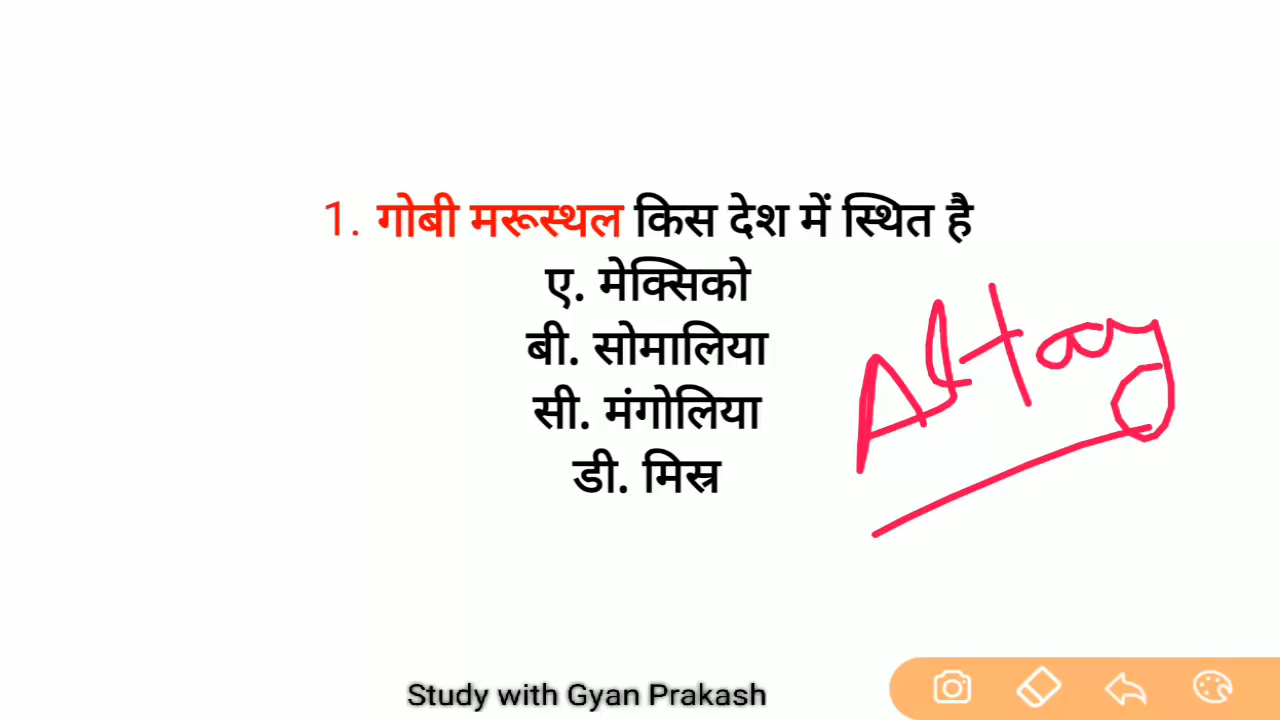 1. गोबी मरूस्थल किस देश में स्थित है
ए. मेक्सिको
बी. सोमालिया
सी. मंगोलिया
डी. मिस्र
Altay
Study with Gyan Prakash